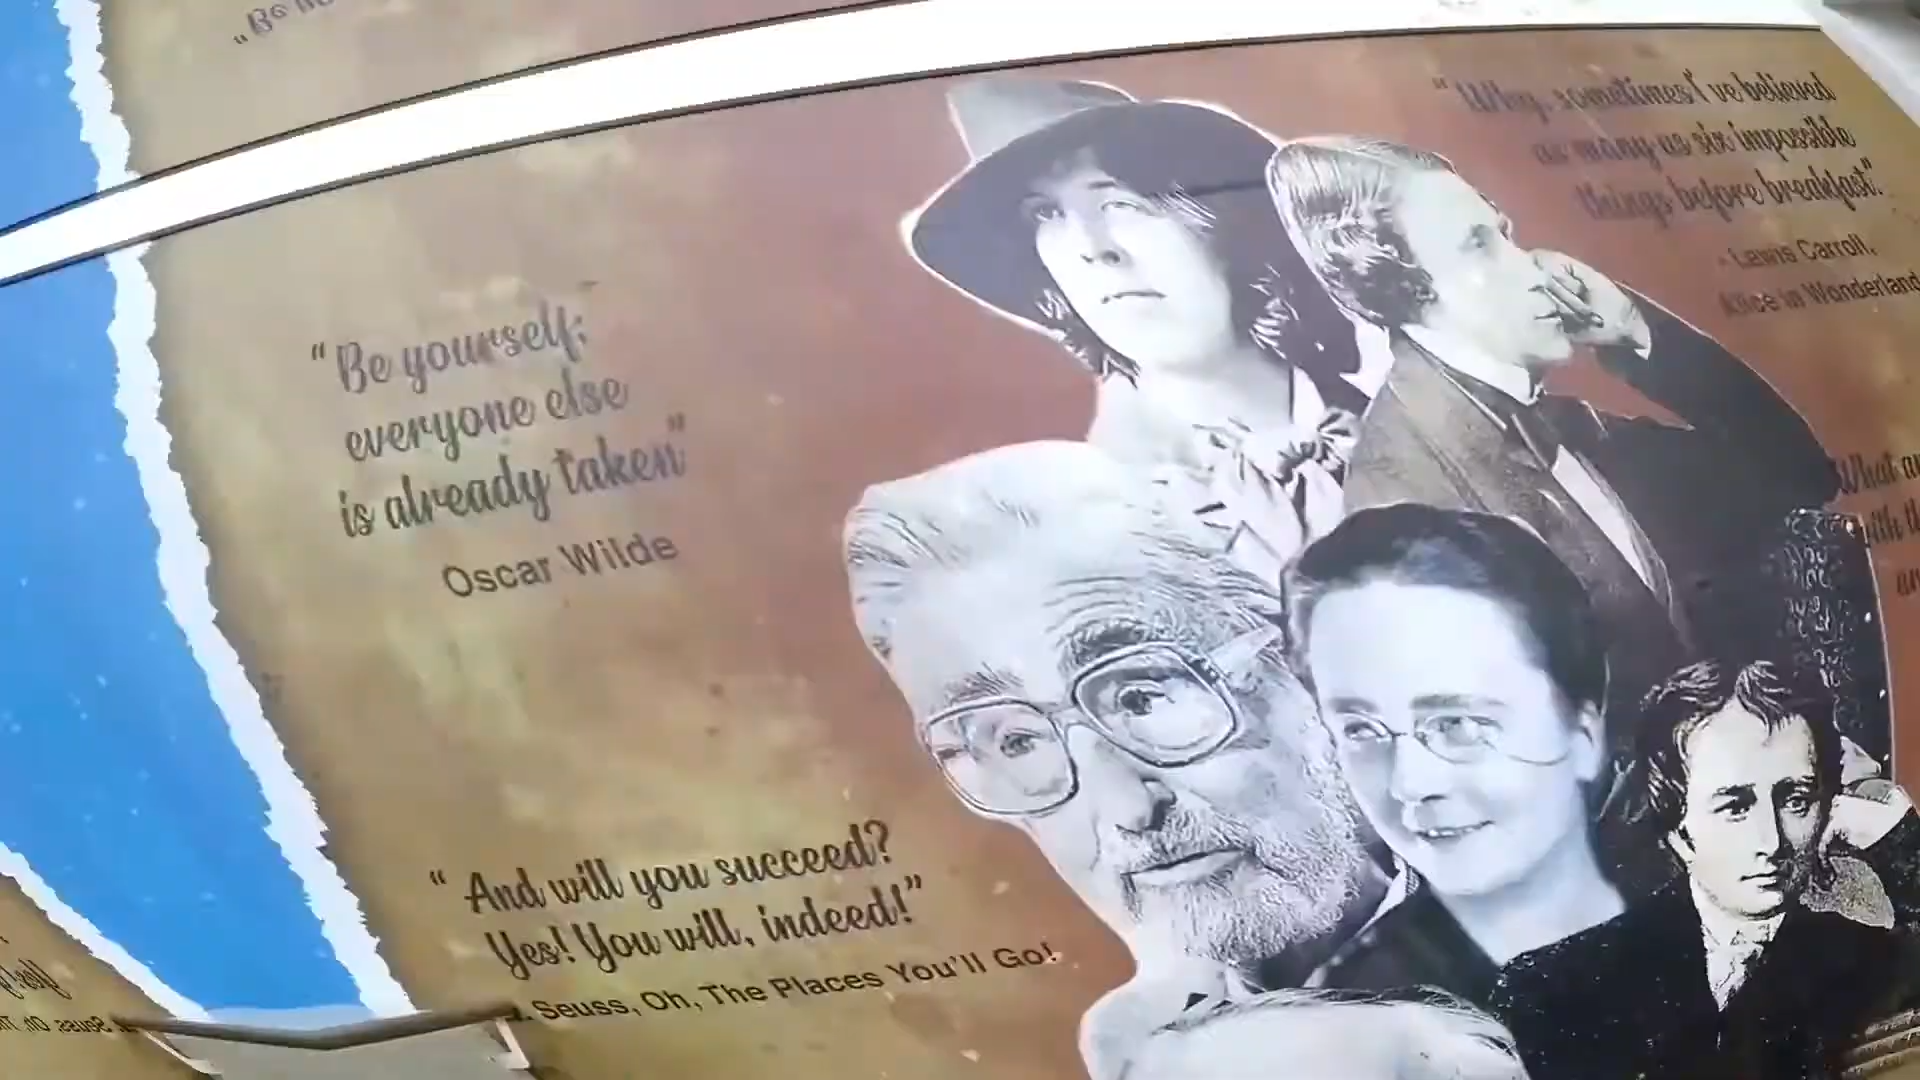 "Be
"Be yourself;
everyone else
is already taken"
Oscar Wilde
"Why, sometimes I've believed
as many as six impossible
things before breakfast".
- Lewis Carroll,
Alice in Wonderland
What
"And will you succeed?
Yes! You will, indeed!"
. Seuss, Oh, The Places You'll Go!